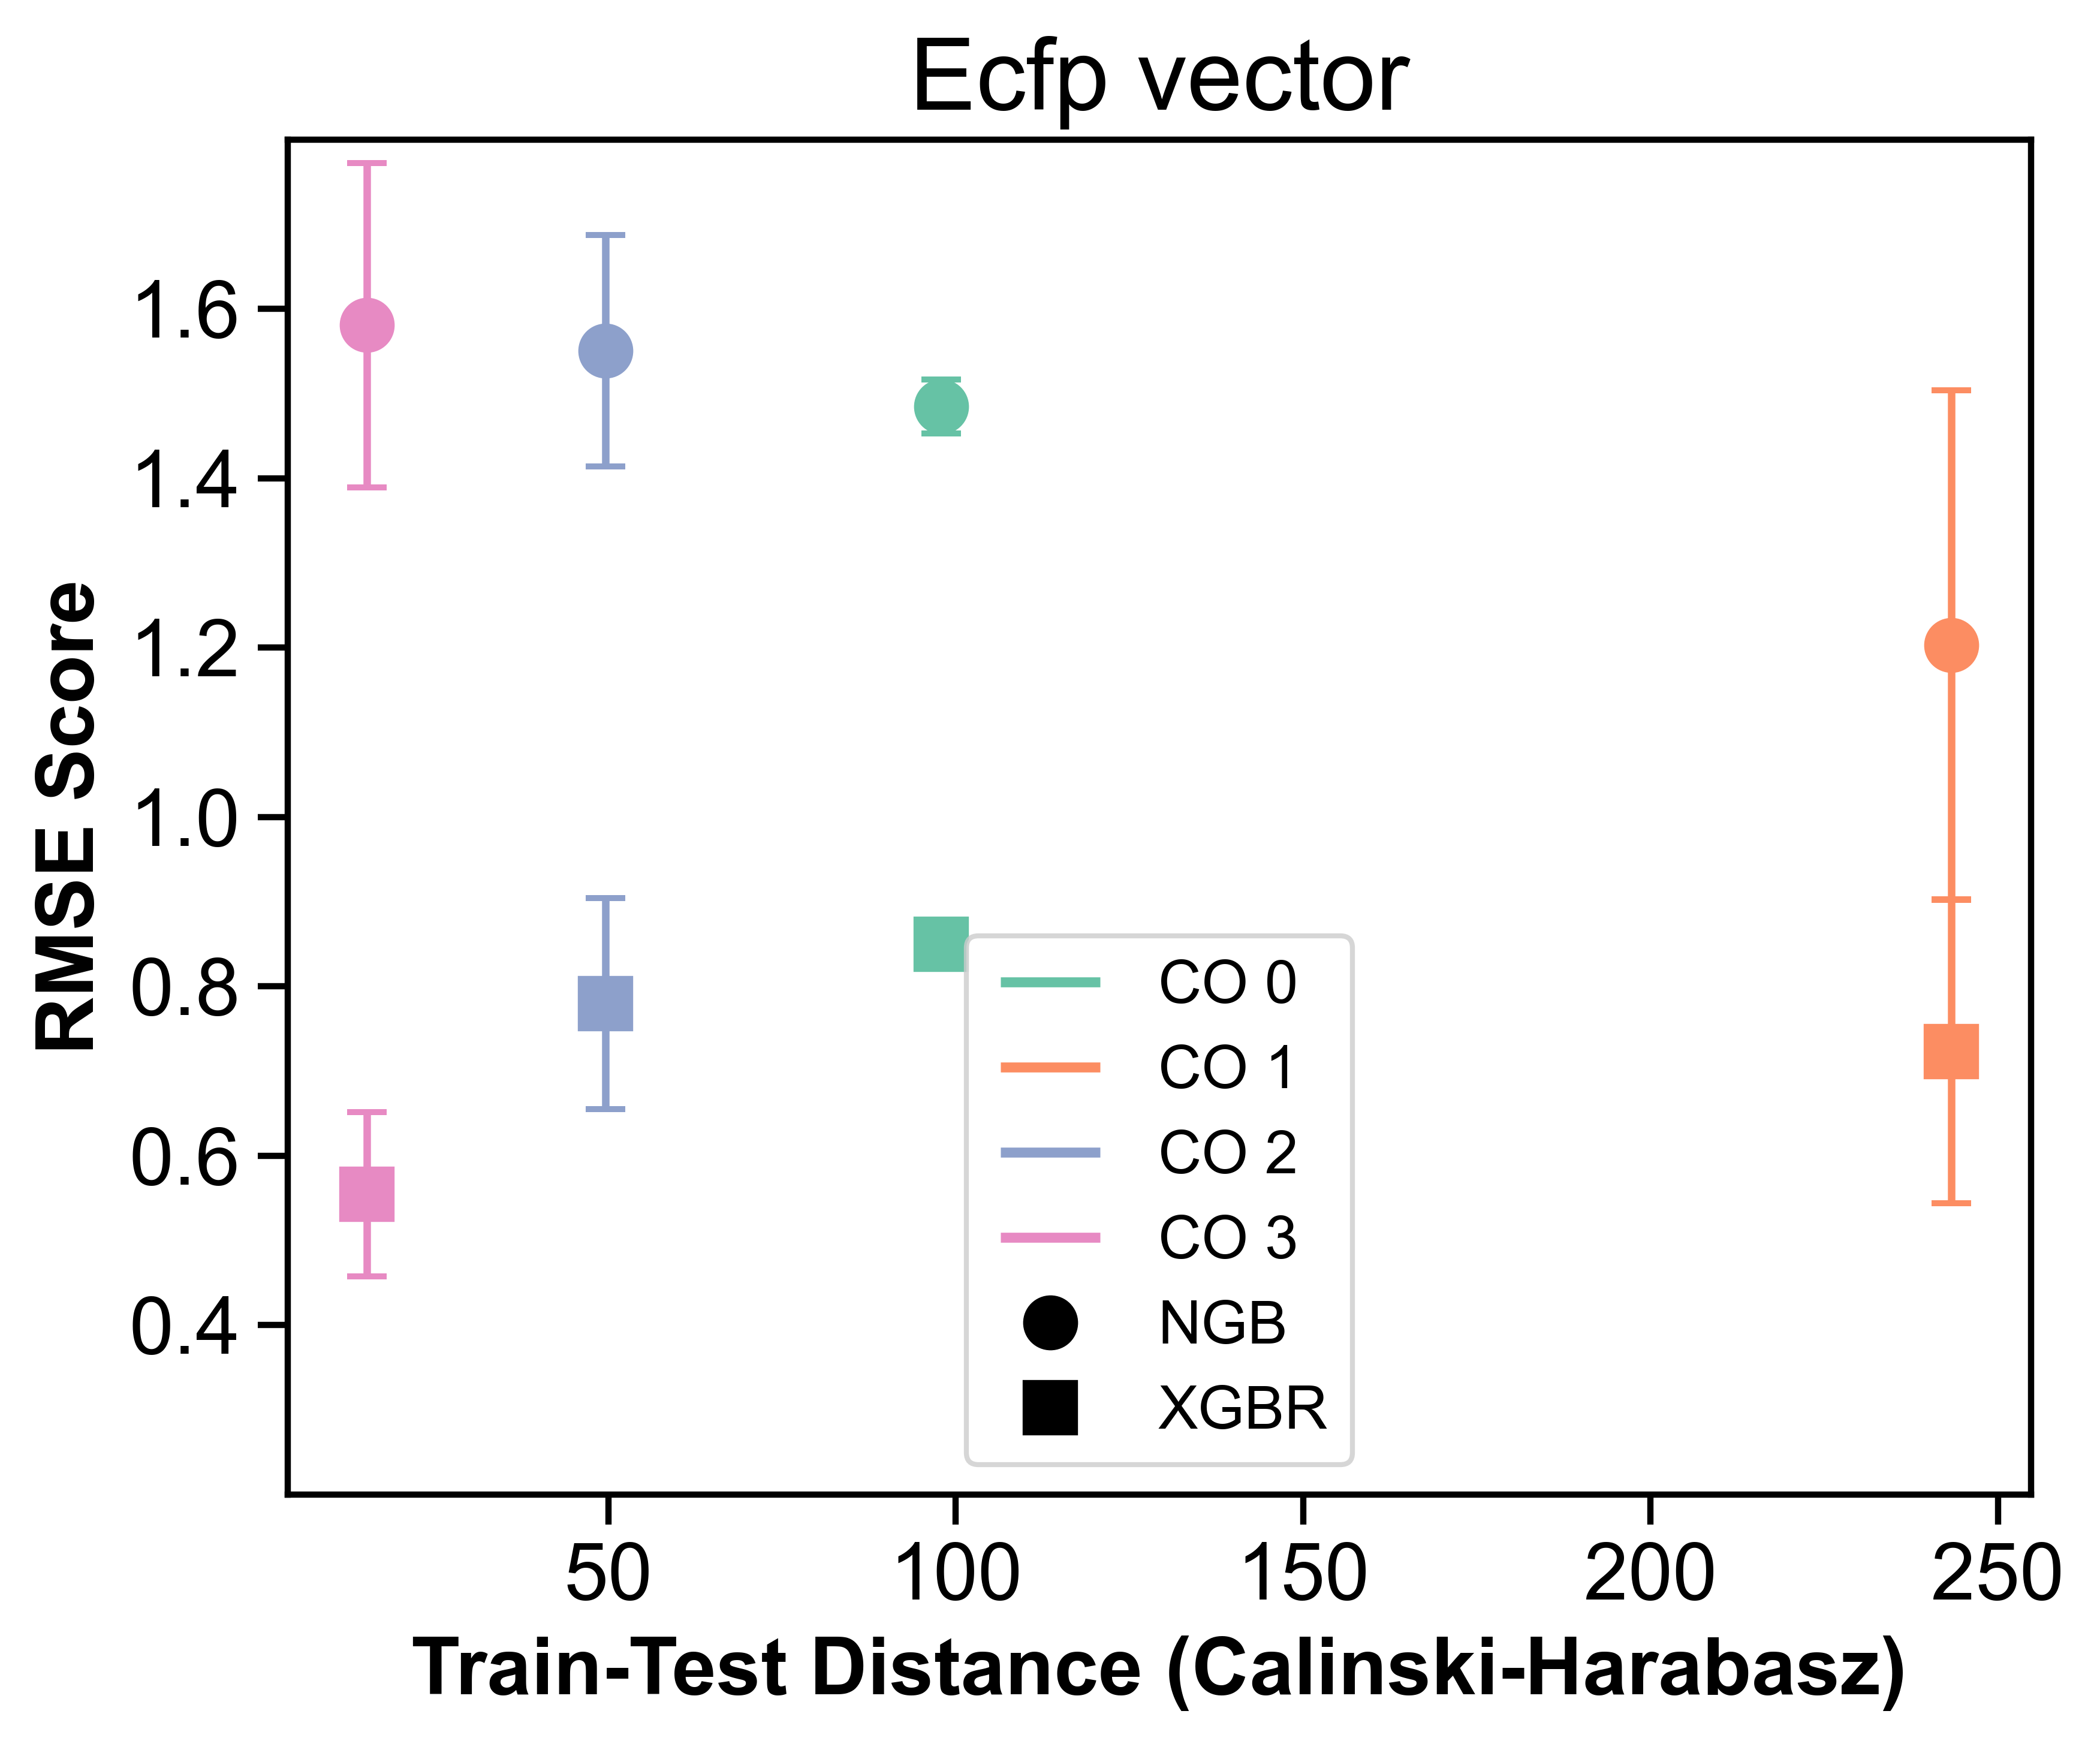 Ecfp vector
RMSE Score
1.6
1.4
1.2
1.0
0.8
0.6
0.4
CO 0
CO 1
CO 2
CO 3
NGB
XGBR
50 100 150 200 250
Train-Test Distance (Calinski-Harabasz)